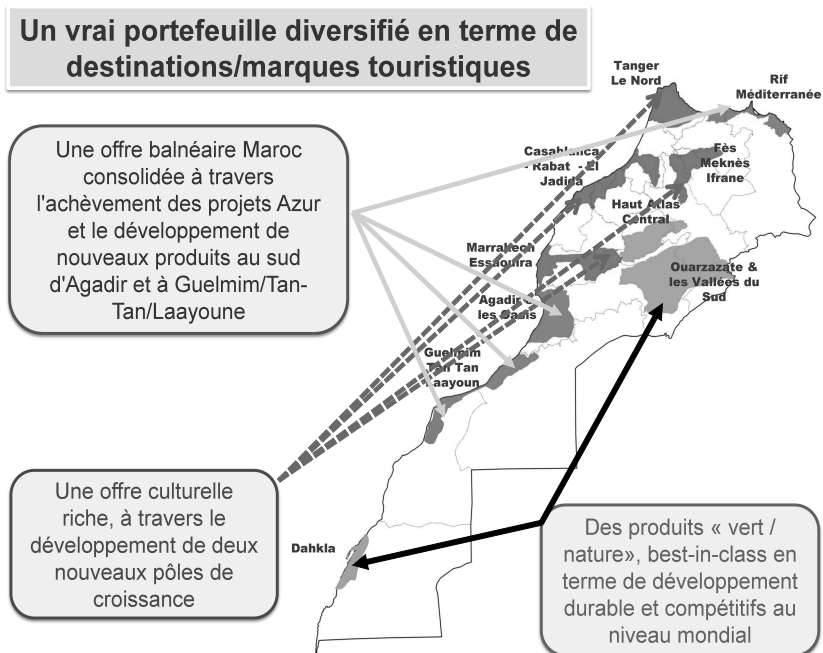 Un vrai portefeuille diversifié en terme de
destinations/marques touristiques
Tanger
Le Nord
Rif
Méditerranée
Une offre balnéaire Maroc
consolidée à travers
l'achèvement des projets Azur
et le développement de
nouveaux produits au sud
d'Agadir et à Guelmim/Tan-
Tan/Laayoune
Casablanca
- Rabat - El
Jadida
Fès
Meknès
Ifrane
Haut Atlas
Central
Marrakech
Essaouira
Ouarzazate &
les Vallées du
Sud
Agadir
les Oasis
Guelmim
Tan Tan
Laayoun
Une offre culturelle
riche, à travers le
développement de deux
nouveaux pôles de
croissance
Dahkla
Des produits « vert /
nature», best-in-class en
terme de développement
durable et compétitifs au
niveau mondial